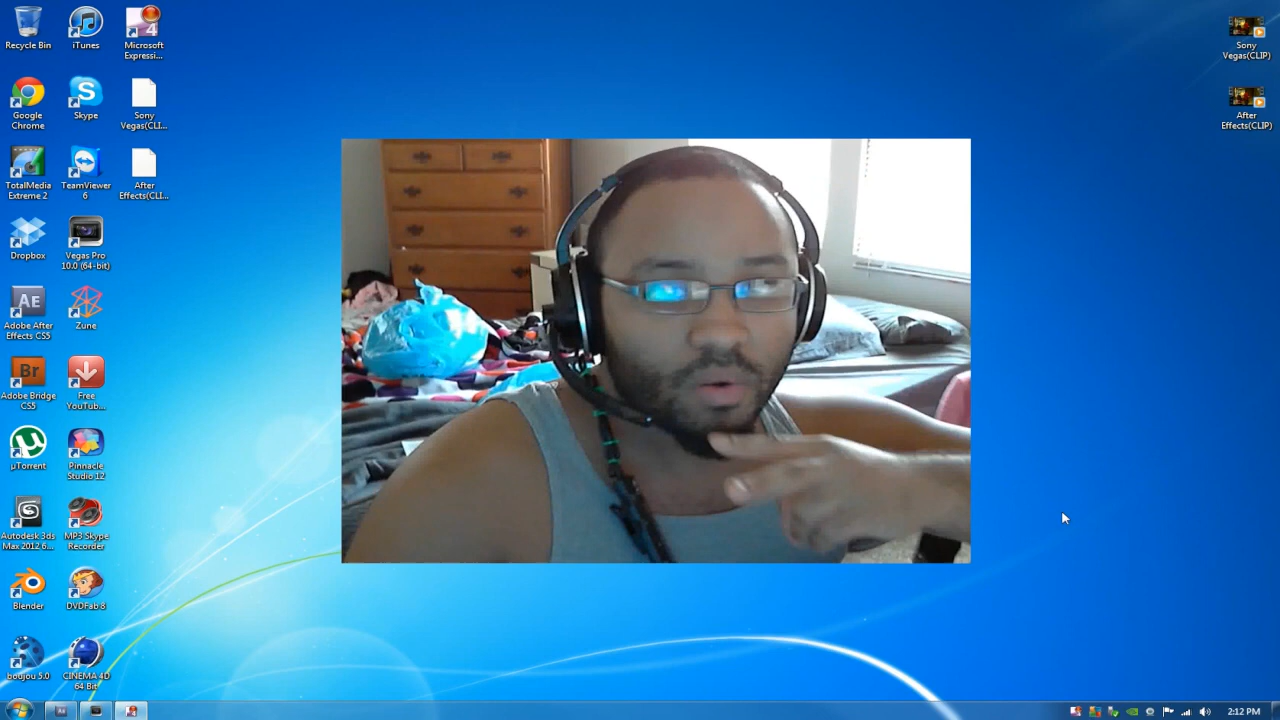 Recycle Bin
iTunes
4
Microsoft
Expressi...
Google
Chrome
S
Skype
Sony
Vegas(CLI...
TotalMedia
Extreme 2
TeamViewer
6
After
Effects(CLI...
Dropbox
Vegas Pro
10.0 (64-bit)
AE
Adobe After
Effects CS5
Zune
Br
Adobe Bridge
CS5
Free
YouTub...
µTorrent
Pinnacle
Studio 12
Autodesk 3ds
Max 2012 6...
MP3 Skype
Recorder
Blender
DVDFab 8
boujou 5.0
CINEMA 4D
64 Bit
Sony
Vegas(CLIP)
After
Effects(CLIP)
2:12 PM